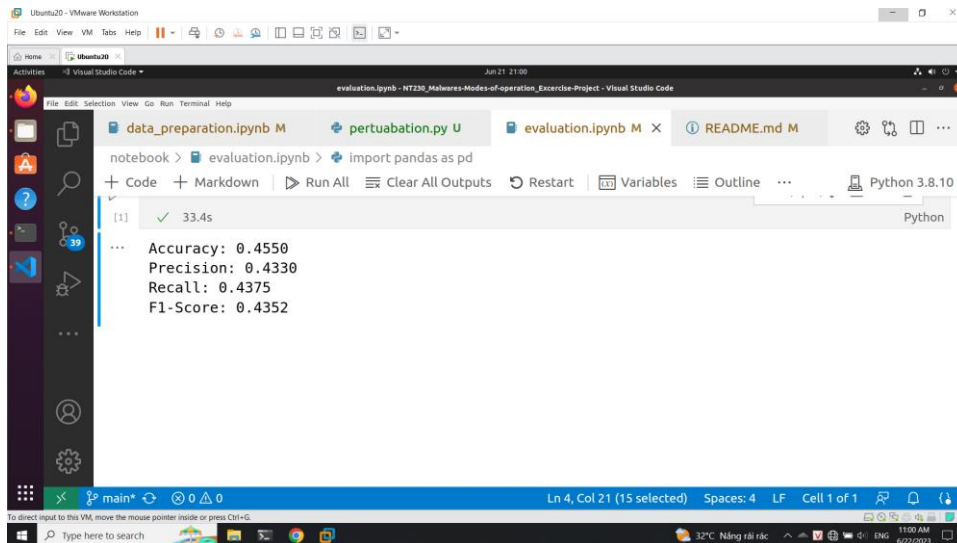 Ubuntu20 - VMware Workstation
File Edit View VM Tabs Help
Home Ubuntu20
Activities Visual Studio Code Jun 21 21:00
evaluation.ipynb - NT230_Malwares-Modes-of-operation_Excercise-Project - Visual Studio Code
File Edit Selection View Go Run Terminal Help
data_preparation.ipynb M pertuabation.py U evaluation.ipynb M README.md M
notebook > evaluation.ipynb > import pandas as pd
+ Code + Markdown Run All Clear All Outputs Restart Variables Outline ... Python 3.8.10
[1] ✓ 33.4s Python
39
... Accuracy: 0.4550
Precision: 0.4330
Recall: 0.4375
F1-Score: 0.4352
main* 0 0 Ln 4, Col 21 (15 selected) Spaces: 4 LF Cell 1 of 1
To direct input to this VM, move the mouse pointer inside or press Ctrl+G.
Type here to search 32°C Nắng rải rác ENG 11:00 AM
6/22/2023